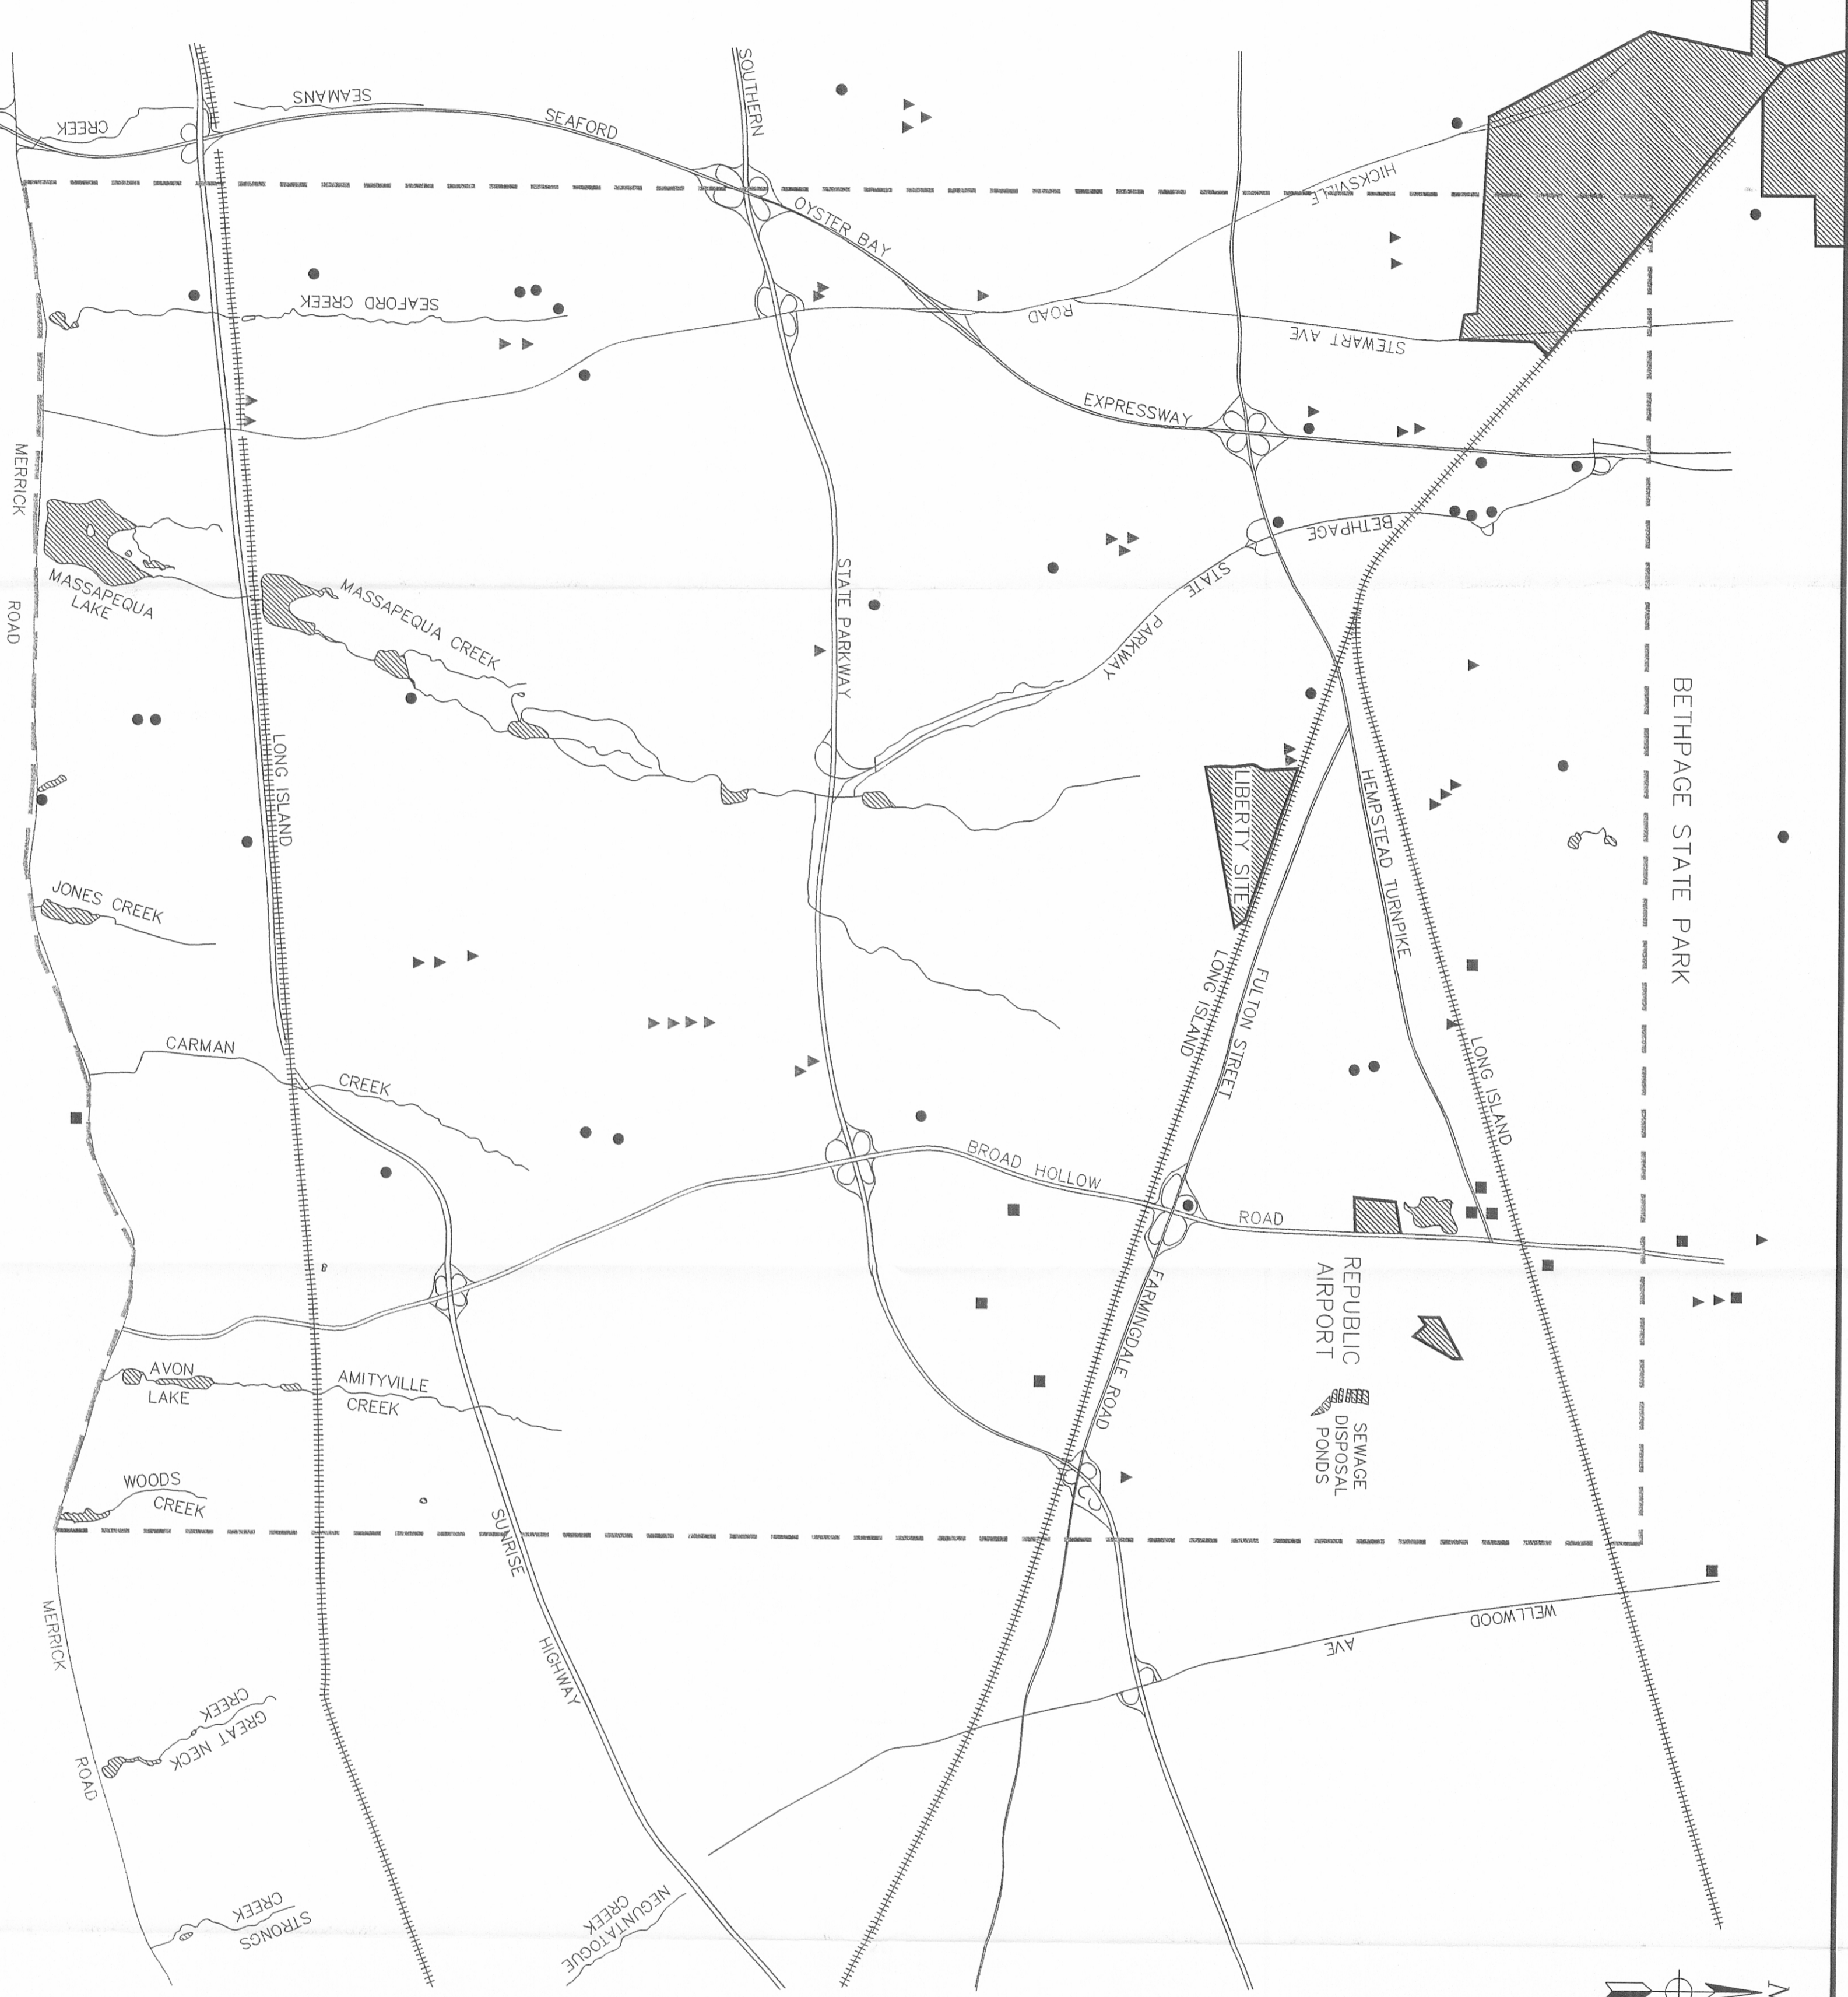 SOUTHERN
SEAMANS
CREEK
SEAFORD
HICKSVILLE
OYSTER BAY
SEAFORD CREEK
ROAD
STEWART AVE
EXPRESSWAY
MERRICK
ROAD
BETHPAGE
STATE
PARKWAY
MASSAPEQUA
LAKE
MASSAPEQUA CREEK
STATE PARKWAY
BETHPAGE STATE PARK
LONG ISLAND
LIBERTY SITE
HEMPSTEAD TURNPIKE
JONES CREEK
LONG ISLAND
FULTON STREET
LONG ISLAND
CARMAN
CREEK
BROAD HOLLOW
ROAD
REPUBLIC
AIRPORT
FARMINGDALE ROAD
AVON
LAKE
AMITYVILLE
CREEK
SEWAGE
DISPOSAL
PONDS
WOODS
CREEK
SUNRISE
HIGHWAY
WELLWOOD
AVE
MERRICK
ROAD
GREAT NECK
CREEK
STRONGS
CREEK
NEGUNTATOGUE
CREEK
N